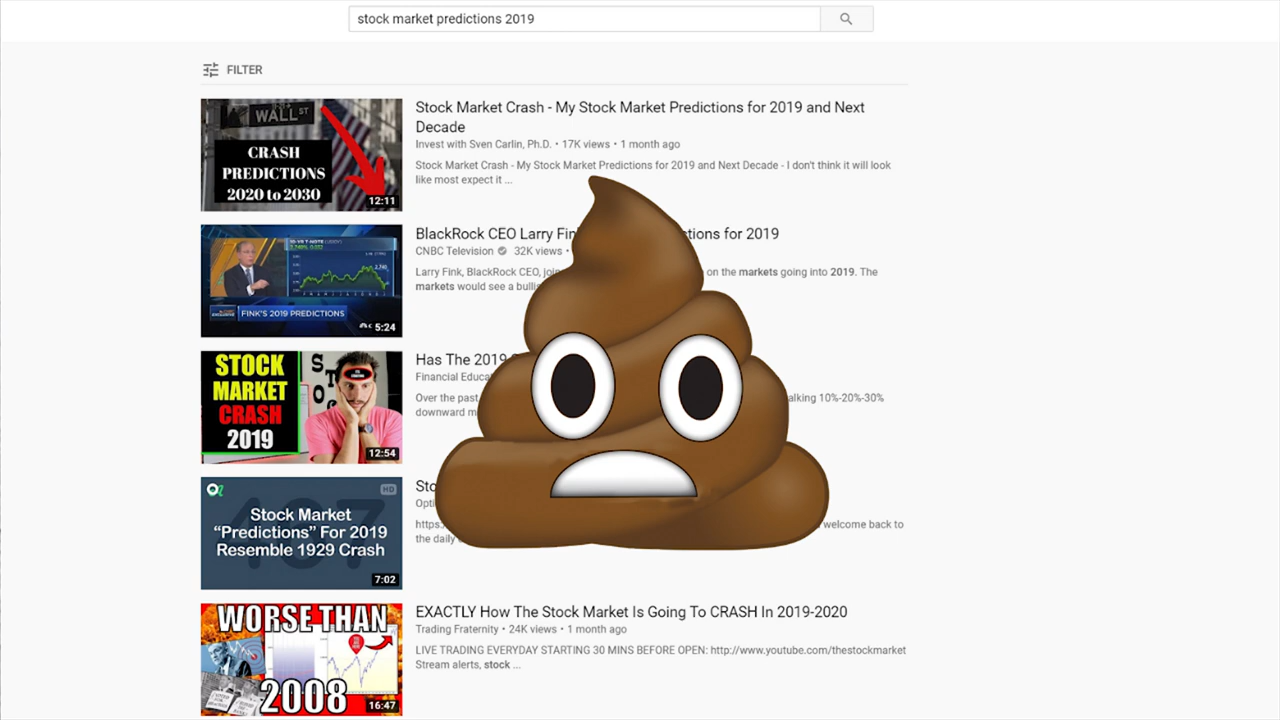 stock market predictions 2019
FILTER
WALL ST
CRASH
PREDICTIONS
2020 to 2030
12:11
Stock Market Crash - My Stock Market Predictions for 2019 and Next
Decade
Invest with Sven Carlin, Ph.D. • 17K views • 1 month ago
Stock Market Crash - My Stock Market Predictions for 2019 and Next Decade - I don't think it will look
like most expect it ...
FINK'S 2019 PREDICTIONS
5:24
BlackRock CEO Larry Fin
tions for 2019
CNBC Television
32K views •
Larry Fink, BlackRock CEO, joi
on the markets going into 2019. The
markets would see a bullis
STOCK
MARKET
CRASH
2019
12:54
Has The 2019
Financial Educa
Over the past
alking 10%-20%-30%
downward m
HD
Stock Market
“Predictions” For 2019
Resemble 1929 Crash
7:02
Sto
Opti
https:
welcome back to
the daily
WORSE THAN
2008
16:47
EXACTLY How The Stock Market Is Going To CRASH In 2019-2020
Trading Fraternity • 24K views • 1 month ago
LIVE TRADING EVERYDAY STARTING 30 MINS BEFORE OPEN: http://www.youtube.com/thestockmarket
Stream alerts, stock ...